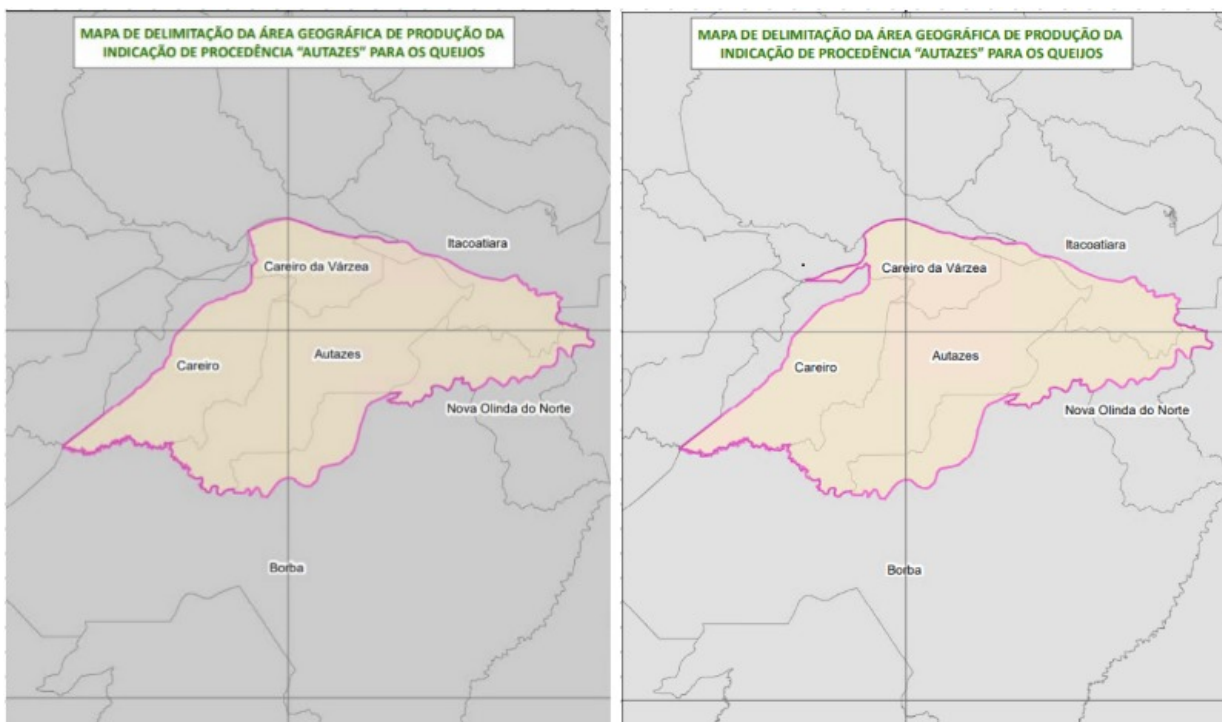 MAPA DE DELIMITAÇÃO DA ÁREA GEOGRÁFICA DE PRODUÇÃO DA
INDICAÇÃO DE PROCEDÊNCIA “AUTAZES” PARA OS QUEIJOS
Itacoatiara
Careiro da Várzea
Autazes
Careiro
Nova Olinda do Norte
Borba
MAPA DE DELIMITAÇÃO DA ÁREA GEOGRÁFICA DE PRODUÇÃO DA
INDICAÇÃO DE PROCEDÊNCIA “AUTAZES” PARA OS QUEIJOS
Itacoatiara
Careiro da Várzea
Autazes
Careiro
Nova Olinda do Norte
Borba